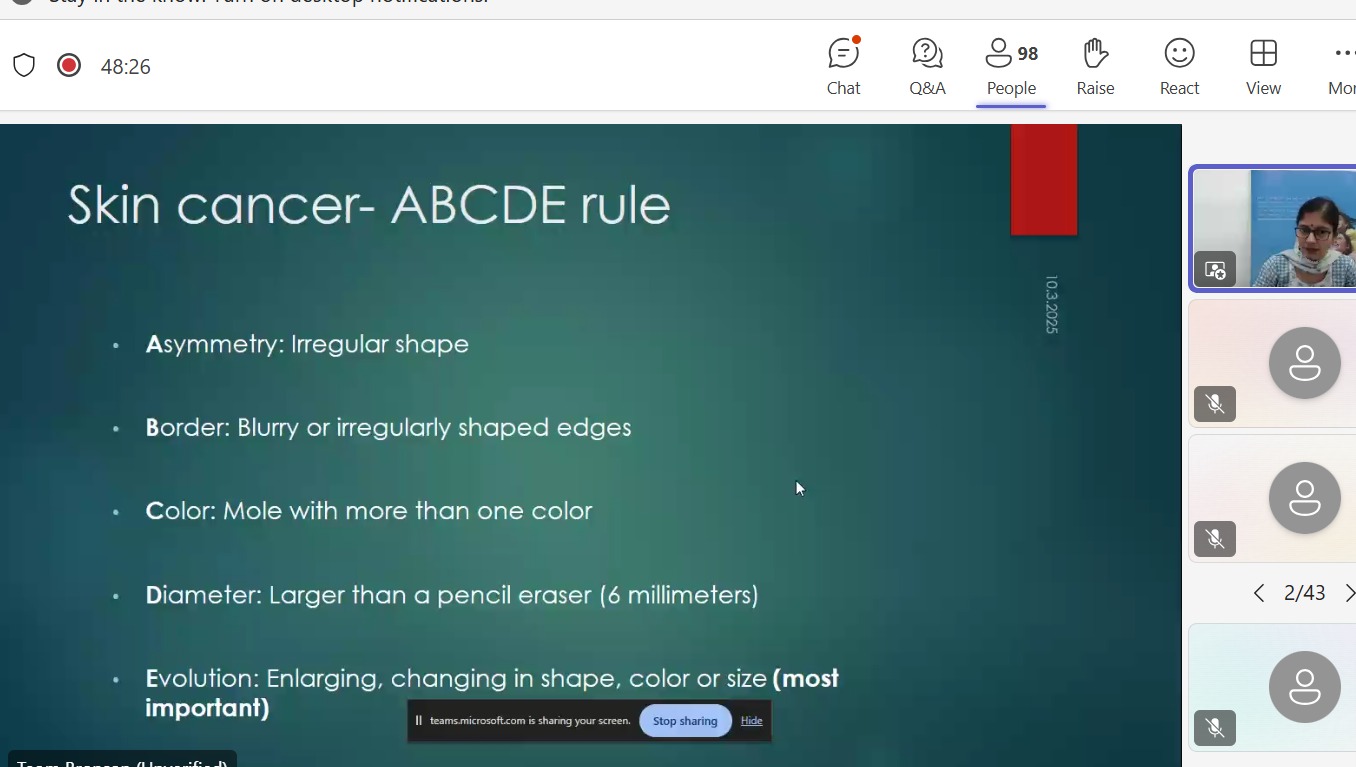 Stay in the know. Turn on desktop notifications.
48:26
Chat
Q&A
98
People
Raise
React
View
Mor
Skin cancer- ABCDE rule
10.3.2025
Asymmetry: Irregular shape
Border: Blurry or irregularly shaped edges
Color: Mole with more than one color
Diameter: Larger than a pencil eraser (6 millimeters)
Evolution: Enlarging, changing in shape, color or size (most
important)
teams.microsoft.com is sharing your screen.
Stop sharing
Hide
2/43